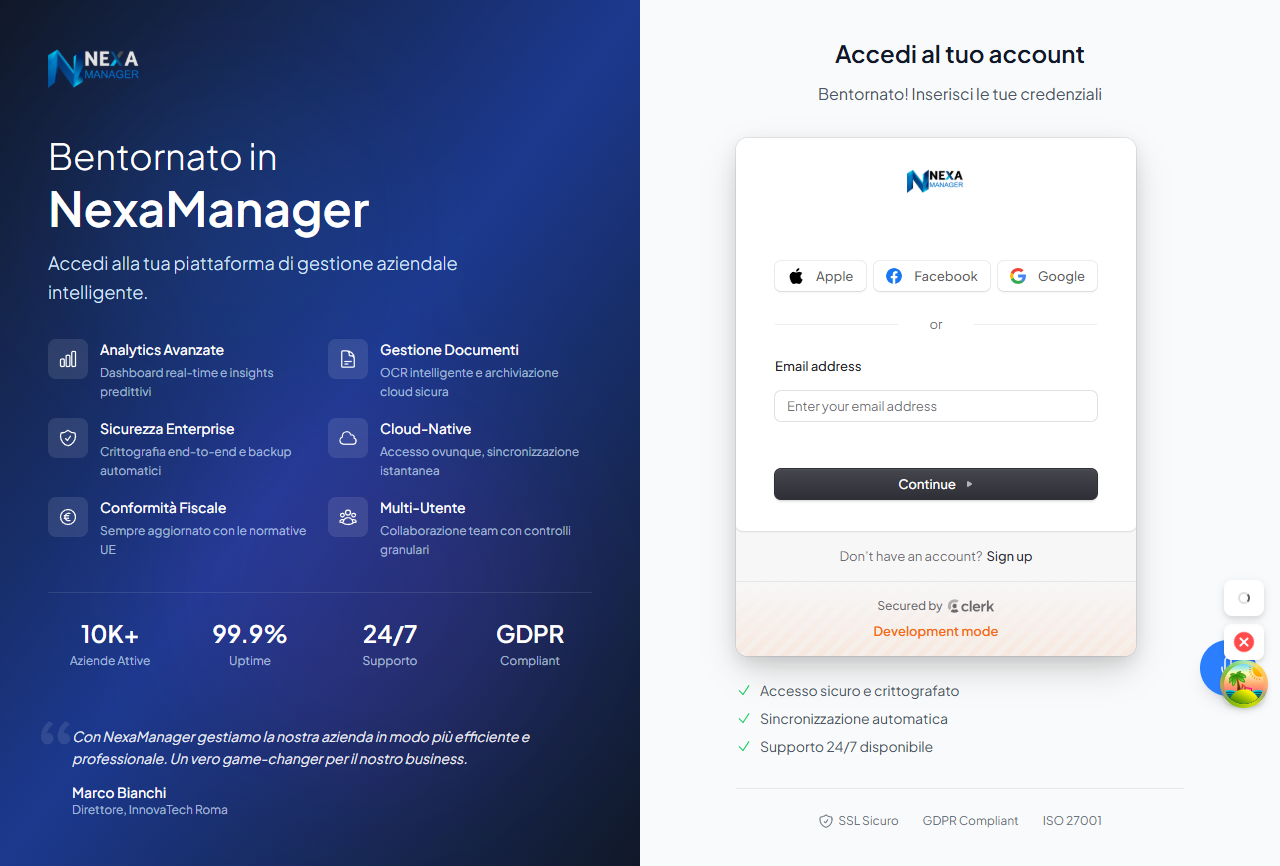 NEXA
MANAGER
Bentornato in
NexaManager
Accedi alla tua piattaforma di gestione aziendale
intelligente.
Analytics Avanzate
Dashboard real-time e insights
predittivi
Gestione Documenti
OCR intelligente e archiviazione
cloud sicura
Sicurezza Enterprise
Crittografia end-to-end e backup
automatici
Cloud-Native
Accesso ovunque, sincronizzazione
istantanea
Conformità Fiscale
Sempre aggiornato con le normative
UE
Multi-Utente
Collaborazione team con controlli
granulari
10K+
Aziende Attive
99.9%
Uptime
24/7
Supporto
GDPR
Compliant
“
Con NexaManager gestiamo la nostra azienda in modo più efficiente e
professionale. Un vero game-changer per il nostro business.
Marco Bianchi
Direttore, InnovaTech Roma
Accedi al tuo account
Bentornato! Inserisci le tue credenziali
NEXA
MANAGER
Apple
Facebook
Google
or
Email address
Enter your email address
Continue
Don't have an account? Sign up
Secured by clerk
Development mode
Accesso sicuro e crittografato
Sincronizzazione automatica
Supporto 24/7 disponibile
SSL Sicuro
GDPR Compliant
ISO 27001